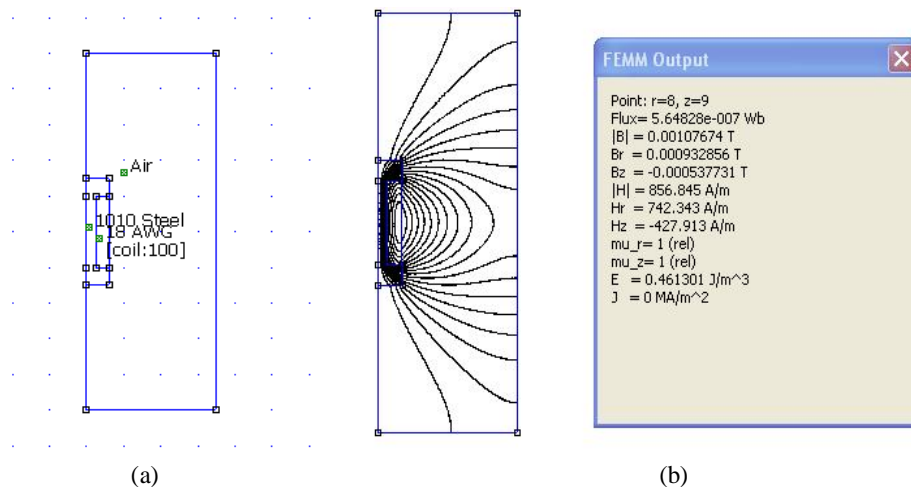 Air
1010 Steel
18 AWG
[coil:100]
FEMM Output
Point: r=8, z=9
Flux= 5.64828e-007 Wb
|B| = 0.00107674 T
Br = 0.000932856 T
Bz = -0.000537731 T
|H| = 856.845 A/m
Hr = 742.343 A/m
Hz = -427.913 A/m
mu_r= 1 (rel)
mu_z= 1 (rel)
E = 0.461301 J/m^3
J = 0 MA/m^2
(a)
(b)